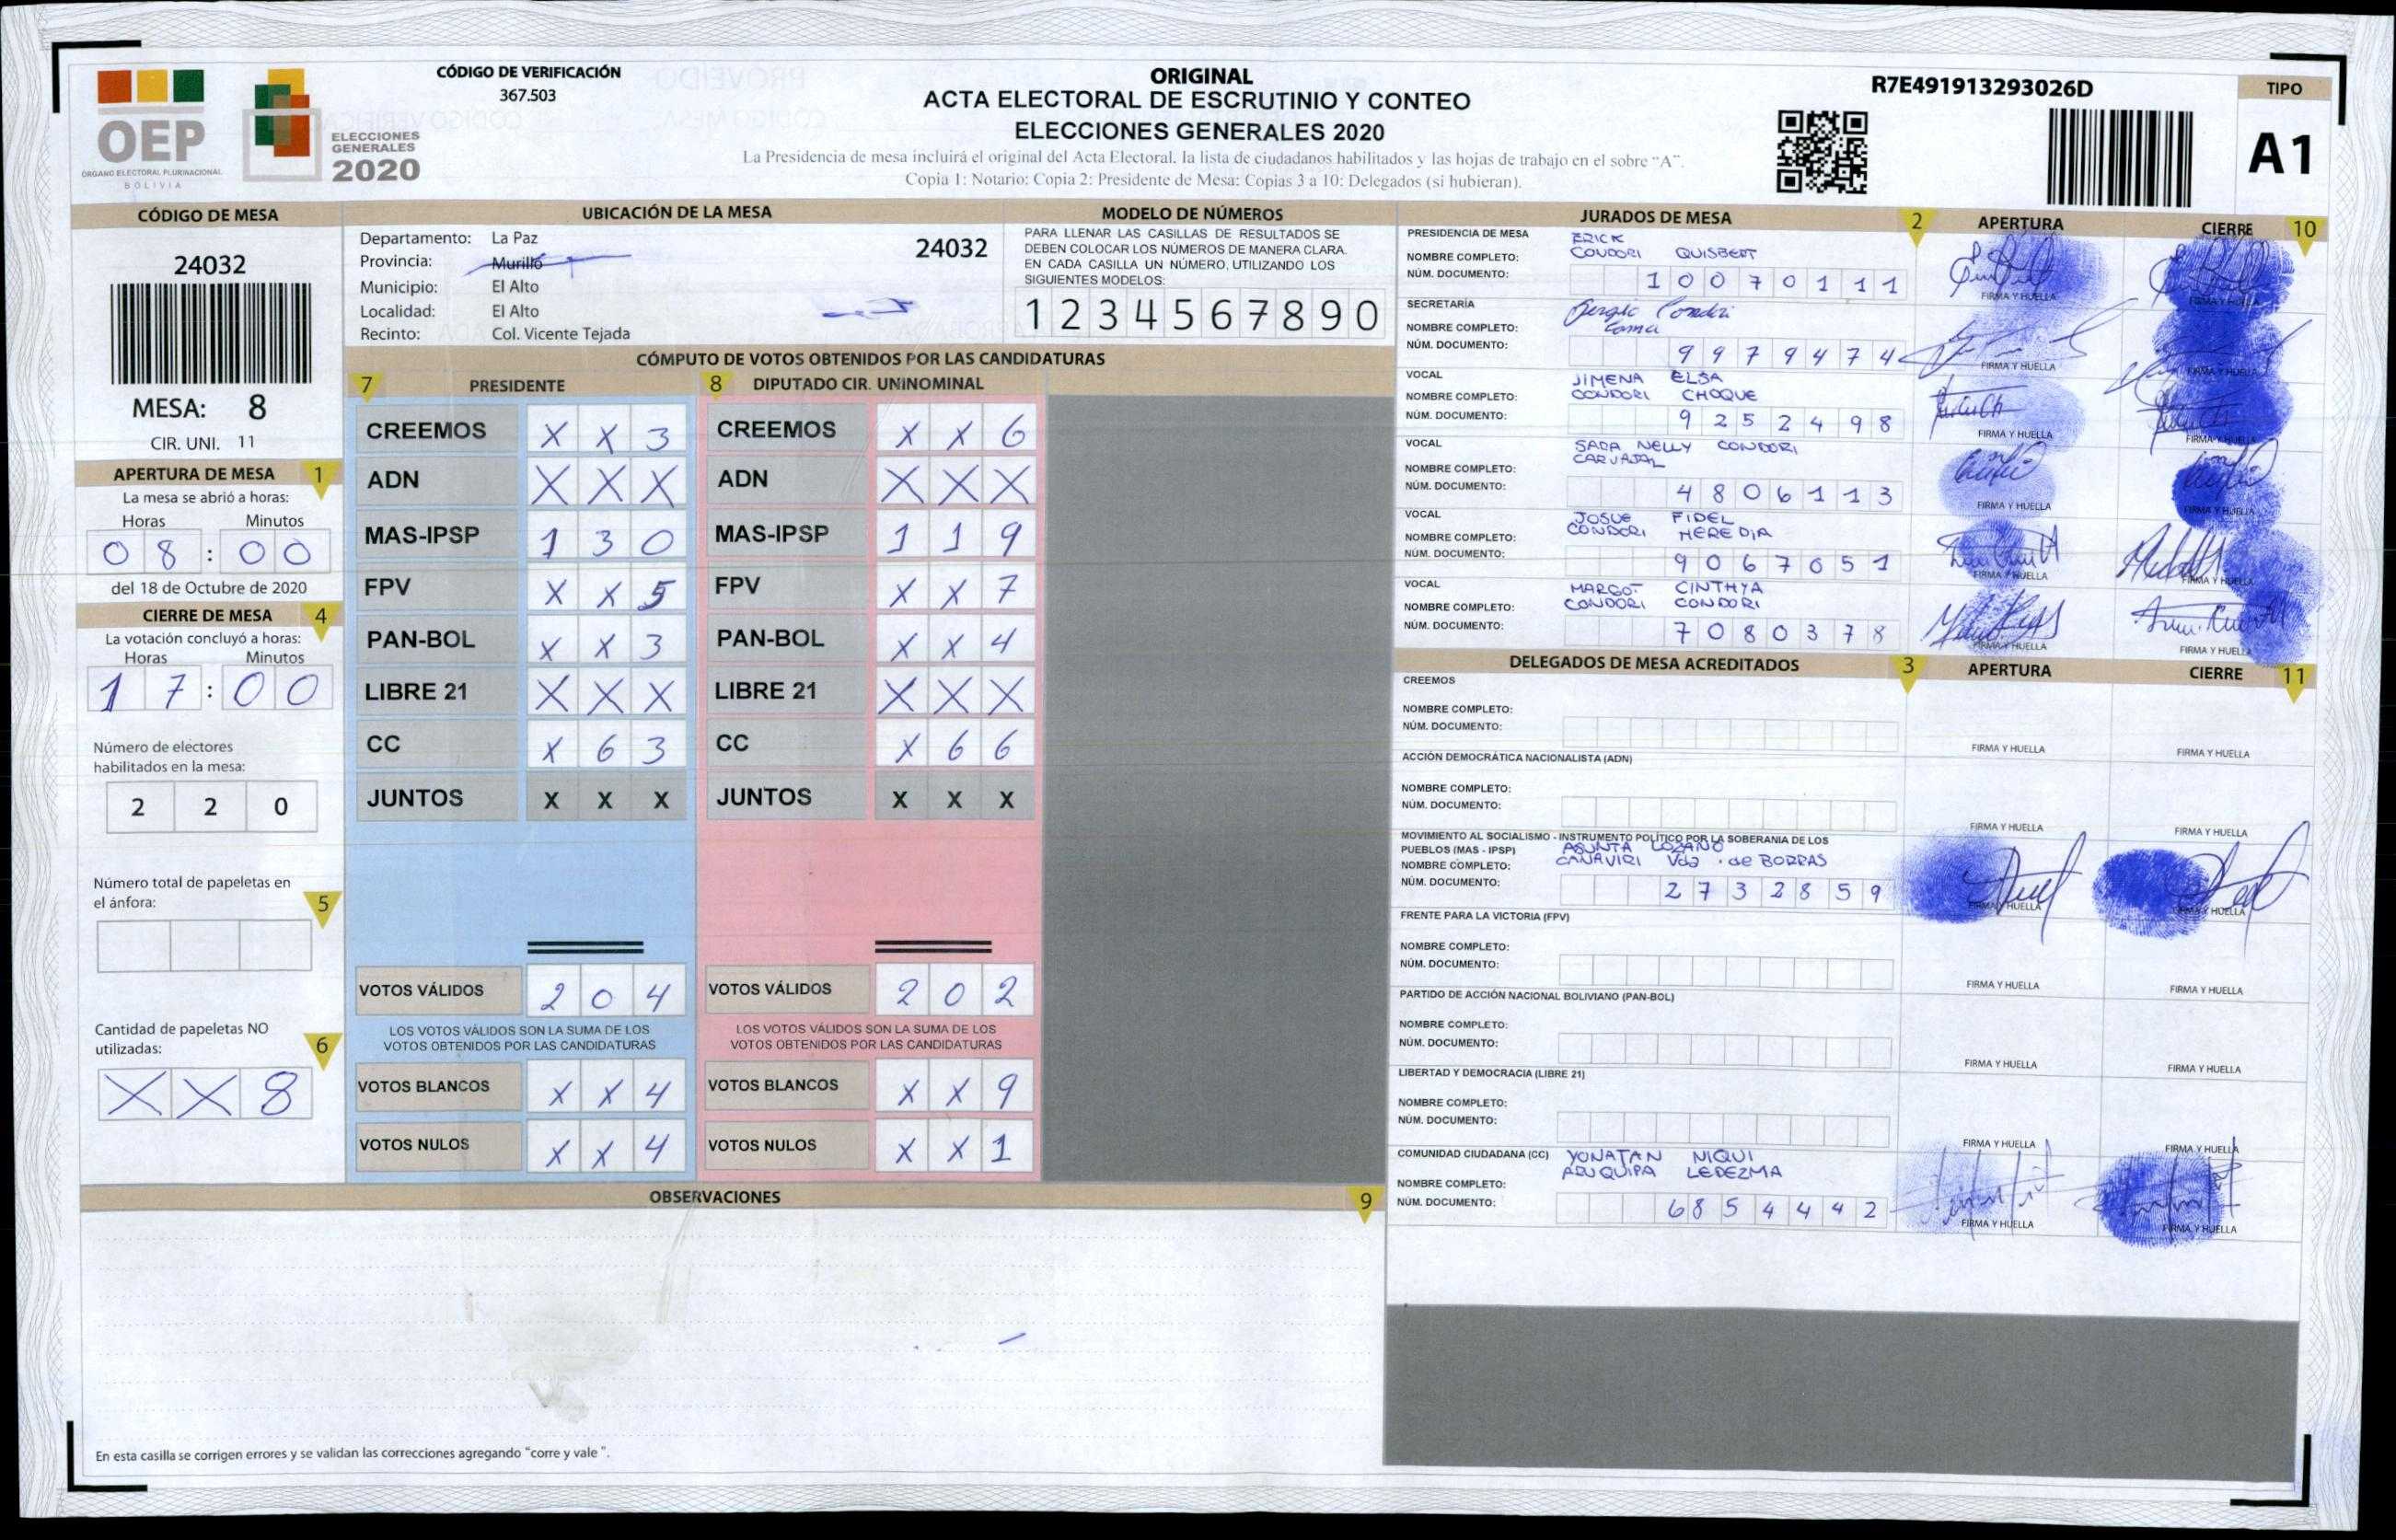 CÓDIGO DE VERIFICACIÓN
367.503
OEP
ÓRGANO ELECTORAL PLURINACIONAL
BOLIVIA
ELECCIONES
GENERALES
2020
ORIGINAL
ACTA ELECTORAL DE ESCRUTINIO Y CONTEO
ELECCIONES GENERALES 2020
La Presidencia de mesa incluirá el original del Acta Electoral, la lista de ciudadanos habilitados y las hojas de trabajo en el sobre “A”.
Copia 1: Notario; Copia 2: Presidente de Mesa; Copias 3 a 10: Delegados (si hubieran).
R7E491913293026D
TIPO
A1
CÓDIGO DE MESA
24032
MESA: 8
CIR. UNI. 11
UBICACIÓN DE LA MESA
Departamento: La Paz
24032
Provincia: Murillo
Municipio: El Alto
Localidad: El Alto
Recinto: Col. Vicente Tejada
MODELO DE NÚMEROS
PARA LLENAR LAS CASILLAS DE RESULTADOS SE
DEBEN COLOCAR LOS NÚMEROS DE MANERA CLARA.
EN CADA CASILLA UN NÚMERO, UTILIZANDO LOS
SIGUIENTES MODELOS:
1 2 3 4 5 6 7 8 9 0
APERTURA DE MESA 1
La mesa se abrió a horas:
Horas Minutos
0 8 : 0 0
del 18 de Octubre de 2020
CIERRE DE MESA 4
La votación concluyó a horas:
Horas Minutos
1 7 : 0 0
Número de electores
habilitados en la mesa:
2 2 0
Número total de papeletas en
el ánfora: 5
Cantidad de papeletas NO
utilizadas: 6
X X 8
CÓMPUTO DE VOTOS OBTENIDOS POR LAS CANDIDATURAS
7 PRESIDENTE
CREEMOS X X 3
ADN X X X
MAS-IPSP 1 3 0
FPV X X 5
PAN-BOL X X 3
LIBRE 21 X X X
CC X 6 3
JUNTOS X X X
VOTOS VÁLIDOS 2 0 4
LOS VOTOS VÁLIDOS SON LA SUMA DE LOS
VOTOS OBTENIDOS POR LAS CANDIDATURAS
VOTOS BLANCOS X X 4
VOTOS NULOS X X 4
8 DIPUTADO CIR. UNINOMINAL
CREEMOS X X 6
ADN X X X
MAS-IPSP 1 1 9
FPV X X 7
PAN-BOL X X 4
LIBRE 21 X X X
CC X 6 6
JUNTOS X X X
VOTOS VÁLIDOS 2 0 2
LOS VOTOS VÁLIDOS SON LA SUMA DE LOS
VOTOS OBTENIDOS POR LAS CANDIDATURAS
VOTOS BLANCOS X X 9
VOTOS NULOS X X 1
OBSERVACIONES 9
En esta casilla se corrigen errores y se validan las correcciones agregando “corre y vale ”.
JURADOS DE MESA 2 APERTURA CIERRE 10
PRESIDENCIA DE MESA
ERICK
NOMBRE COMPLETO: CONDORI QUISBERT
NÚM. DOCUMENTO: 1 0 0 7 0 1 1 1
FIRMA Y HUELLA FIRMA Y HUELLA
SECRETARÍA
Sergio Condori
NOMBRE COMPLETO: Coma
NÚM. DOCUMENTO: 9 9 7 9 4 7 4
FIRMA Y HUELLA FIRMA Y HUELLA
VOCAL
JIMENA ELSA
NOMBRE COMPLETO: CONDORI CHOQUE
NÚM. DOCUMENTO: 9 2 5 2 4 9 8
FIRMA Y HUELLA FIRMA Y HUELLA
VOCAL
SARA NELLY CONDORI
NOMBRE COMPLETO: CARVAJAL
NÚM. DOCUMENTO: 4 8 0 6 1 1 3
FIRMA Y HUELLA FIRMA Y HUELLA
VOCAL
JOSUE FIDEL
NOMBRE COMPLETO: CONDORI HEREDIA
NÚM. DOCUMENTO: 9 0 6 7 0 5 1
FIRMA Y HUELLA FIRMA Y HUELLA
VOCAL
MARGOT CINTHYA
NOMBRE COMPLETO: CONDORI CONDORI
NÚM. DOCUMENTO: 7 0 8 0 3 7 8
FIRMA Y HUELLA FIRMA Y HUELLA
DELEGADOS DE MESA ACREDITADOS 3 APERTURA CIERRE 11
CREEMOS
NOMBRE COMPLETO:
NÚM. DOCUMENTO:
FIRMA Y HUELLA FIRMA Y HUELLA
ACCIÓN DEMOCRÁTICA NACIONALISTA (ADN)
NOMBRE COMPLETO:
NÚM. DOCUMENTO:
FIRMA Y HUELLA FIRMA Y HUELLA
MOVIMIENTO AL SOCIALISMO - INSTRUMENTO POLÍTICO POR LA SOBERANIA DE LOS
PUEBLOS (MAS - IPSP) ASUNTA LOZANO
NOMBRE COMPLETO: CANAVIRI Vda . de BORRAS
NÚM. DOCUMENTO: 2 7 3 2 8 5 9
FIRMA Y HUELLA FIRMA Y HUELLA
FRENTE PARA LA VICTORIA (FPV)
NOMBRE COMPLETO:
NÚM. DOCUMENTO:
FIRMA Y HUELLA FIRMA Y HUELLA
PARTIDO DE ACCIÓN NACIONAL BOLIVIANO (PAN-BOL)
NOMBRE COMPLETO:
NÚM. DOCUMENTO:
FIRMA Y HUELLA FIRMA Y HUELLA
LIBERTAD Y DEMOCRACIA (LIBRE 21)
NOMBRE COMPLETO:
NÚM. DOCUMENTO:
FIRMA Y HUELLA FIRMA Y HUELLA
COMUNIDAD CIUDADANA (CC) YONATAN NIQUI
ARUQUIPA LEDEZMA
NOMBRE COMPLETO:
NÚM. DOCUMENTO: 6 8 5 4 4 4 2
FIRMA Y HUELLA FIRMA Y HUELLA